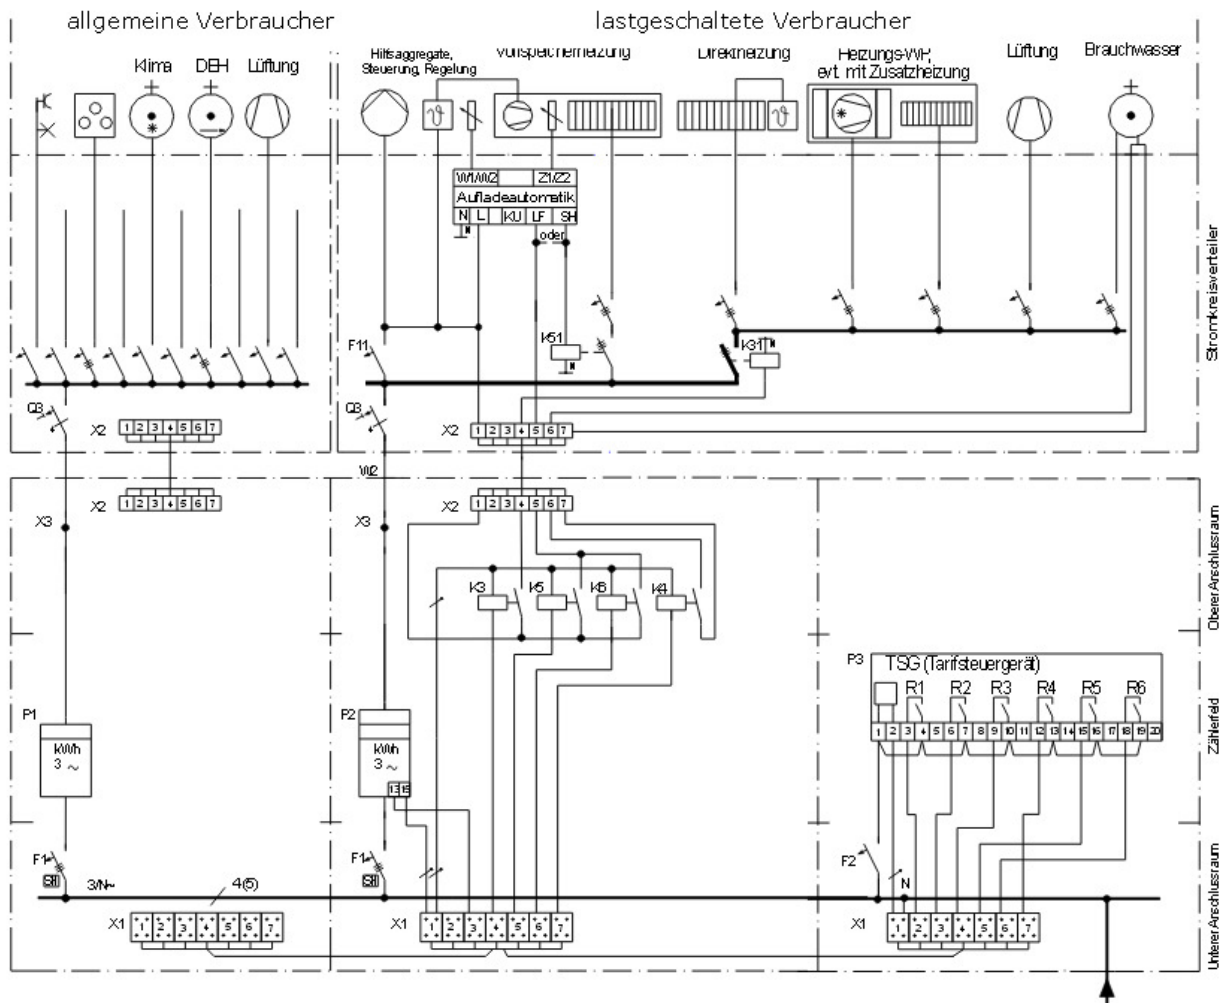 allgemeine Verbraucher
lastgeschaltete Verbraucher
Klima DEH Lüftung
Hilfsaggregate,
Steuerung, Regelung
Vollspeicherheizung
Direktheizung
Heizungs-WP,
evt. mit Zusatzheizung
Lüftung
Brauchwasser
ϑ
ϑ
W1/W2 Z1/Z2
Aufladeautomatik
N L KU LF SH
N
oder
Stromkreisverteiler
F11
K51
N
K31
N
Q3
X2 1 2 3 4 5 6 7
Q3
X2 1 2 3 4 5 6 7
W2
X2 1 2 3 4 5 6 7
X3
X2 1 2 3 4 5 6 7
X3
K3 K5 K6 K4
Oberer Anschlussraum
P3 TSG (Tarifsteuergerät)
R1 R2 R3 R4 R5 R6
1 2 3 4 5 6 7 8 9 10 11 12 13 14 15 16 17 18 19 20
P1
kWh
3 ~
P2
kWh
3 ~
13 15
Zählerfeld
F1
SH
3/N~
4(5)
F1
SH
F2
N
X1 1 2 3 4 5 6 7
X1 1 2 3 4 5 6 7
X1 1 2 3 4 5 6 7
Unterer Anschlussraum